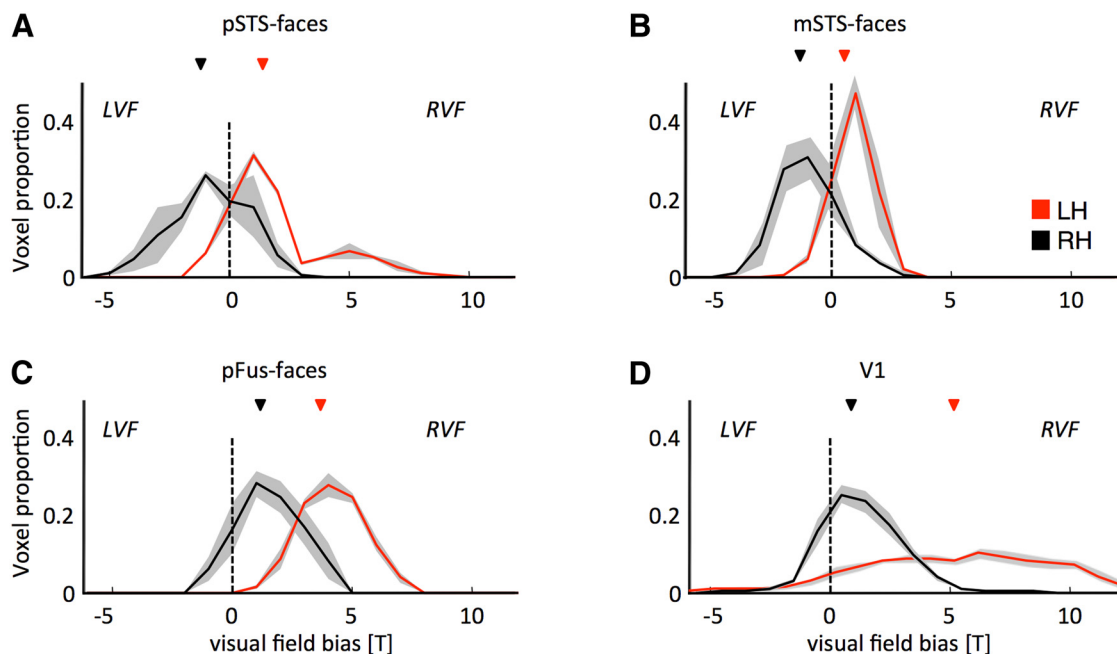 A
pSTS-faces
LVF
RVF
Voxel proportion
0.4
0.2
0
-5
0
5
10
B
mSTS-faces
LVF
RVF
0.4
0.2
0
-5
0
5
10
LH
RH
C
pFus-faces
LVF
RVF
Voxel proportion
0.4
0.2
0
-5
0
5
10
visual field bias [T]
D
V1
LVF
RVF
0.4
0.2
0
-5
0
5
10
visual field bias [T]